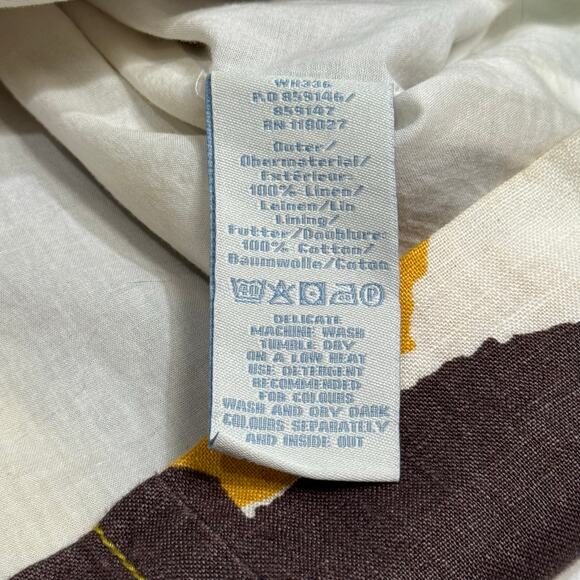 WH336
P.O 859146/
859147
RN 118027
Outer/
Obermaterial/
Extérieur:
100% Linen/
Leinen/Lin
Lining/
Futter/Doublure:
100% Cotton/
Baumwolle/Coton
40 P
DELICATE
MACHINE WASH
TUMBLE DRY
ON A LOW HEAT
USE DETERGENT
RECOMMENDED
FOR COLOURS
WASH AND DRY DARK
COLOURS SEPARATELY
AND INSIDE OUT